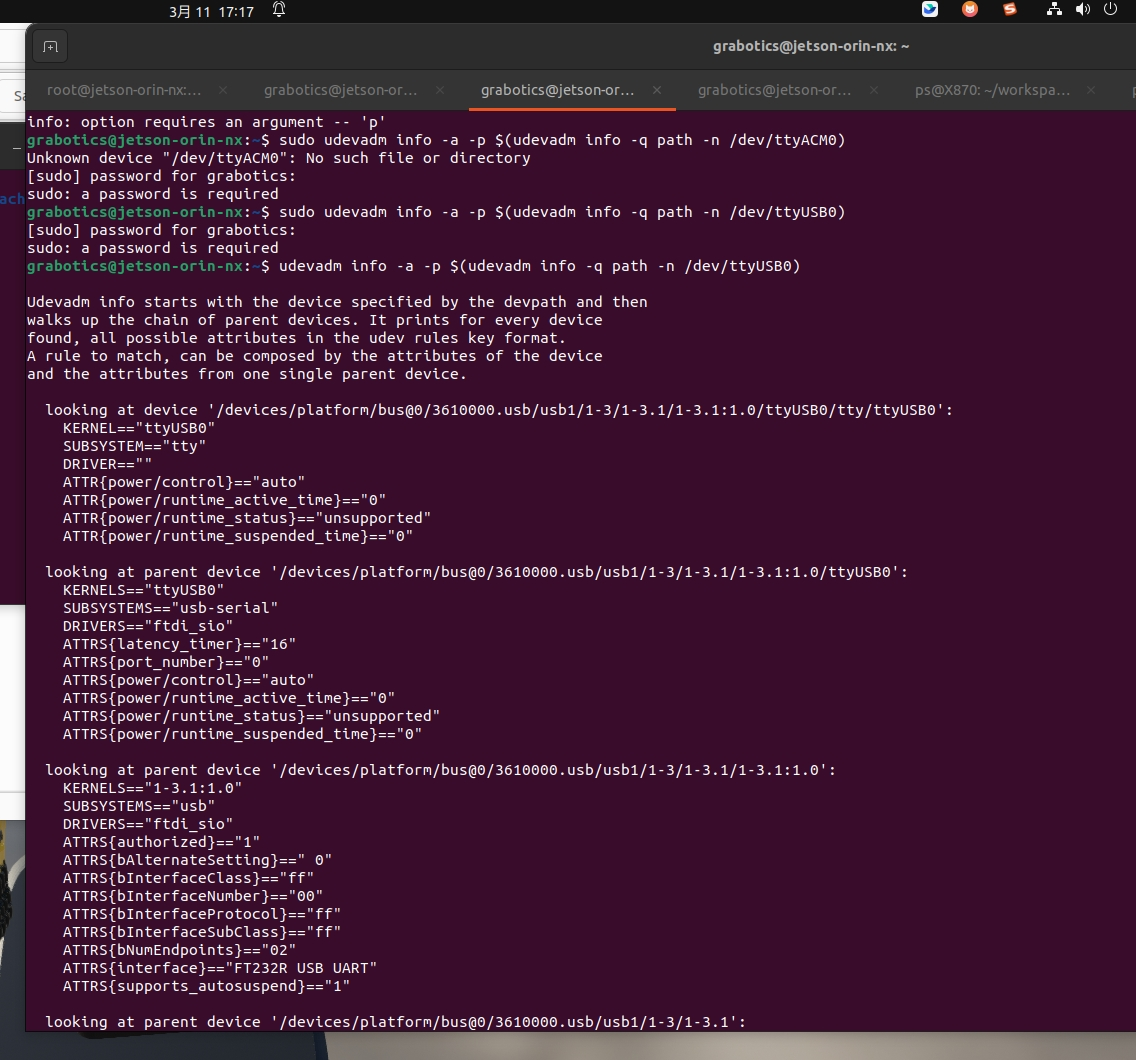 3月 11 17:17
grabotics@jetson-orin-nx: ~
Sa
root@jetson-orin-nx:...
grabotics@jetson-or...
grabotics@jetson-or...
grabotics@jetson-or...
ps@X870: ~/workspa...
ach
info: option requires an argument -- 'p'
grabotics@jetson-orin-nx:~$ sudo udevadm info -a -p $(udevadm info -q path -n /dev/ttyACM0)
Unknown device "/dev/ttyACM0": No such file or directory
[sudo] password for grabotics:
sudo: a password is required
grabotics@jetson-orin-nx:~$ sudo udevadm info -a -p $(udevadm info -q path -n /dev/ttyUSB0)
[sudo] password for grabotics:
sudo: a password is required
grabotics@jetson-orin-nx:~$ udevadm info -a -p $(udevadm info -q path -n /dev/ttyUSB0)
Udevadm info starts with the device specified by the devpath and then
walks up the chain of parent devices. It prints for every device
found, all possible attributes in the udev rules key format.
A rule to match, can be composed by the attributes of the device
and the attributes from one single parent device.
looking at device '/devices/platform/bus@0/3610000.usb/usb1/1-3/1-3.1/1-3.1:1.0/ttyUSB0/tty/ttyUSB0':
KERNEL=="ttyUSB0"
SUBSYSTEM=="tty"
DRIVER==""
ATTR{power/control}=="auto"
ATTR{power/runtime_active_time}=="0"
ATTR{power/runtime_status}=="unsupported"
ATTR{power/runtime_suspended_time}=="0"
looking at parent device '/devices/platform/bus@0/3610000.usb/usb1/1-3/1-3.1/1-3.1:1.0/ttyUSB0':
KERNELS=="ttyUSB0"
SUBSYSTEMS=="usb-serial"
DRIVERS=="ftdi_sio"
ATTRS{latency_timer}=="16"
ATTRS{port_number}=="0"
ATTRS{power/control}=="auto"
ATTRS{power/runtime_active_time}=="0"
ATTRS{power/runtime_status}=="unsupported"
ATTRS{power/runtime_suspended_time}=="0"
looking at parent device '/devices/platform/bus@0/3610000.usb/usb1/1-3/1-3.1/1-3.1:1.0':
KERNELS=="1-3.1:1.0"
SUBSYSTEMS=="usb"
DRIVERS=="ftdi_sio"
ATTRS{authorized}=="1"
ATTRS{bAlternateSetting}==" 0"
ATTRS{bInterfaceClass}=="ff"
ATTRS{bInterfaceNumber}=="00"
ATTRS{bInterfaceProtocol}=="ff"
ATTRS{bInterfaceSubClass}=="ff"
ATTRS{bNumEndpoints}=="02"
ATTRS{interface}=="FT232R USB UART"
ATTRS{supports_autosuspend}=="1"
looking at parent device '/devices/platform/bus@0/3610000.usb/usb1/1-3/1-3.1':